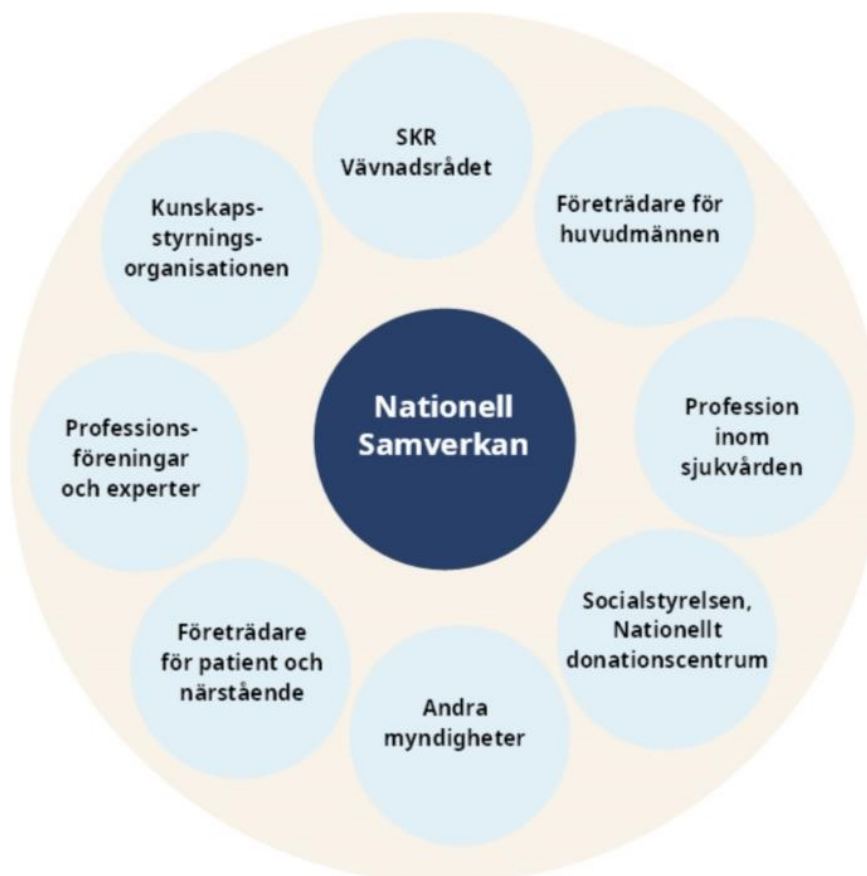 SKR
Vävnadsrådet
Företrädare för
huvudmännen
Profession
inom
sjukvården
Socialstyrelsen,
Nationellt
donationscentrum
Andra
myndigheter
Företrädare
för patient och
närstående
Professions-
föreningar
och experter
Kunskaps-
styrnings-
organisationen
Nationell
Samverkan